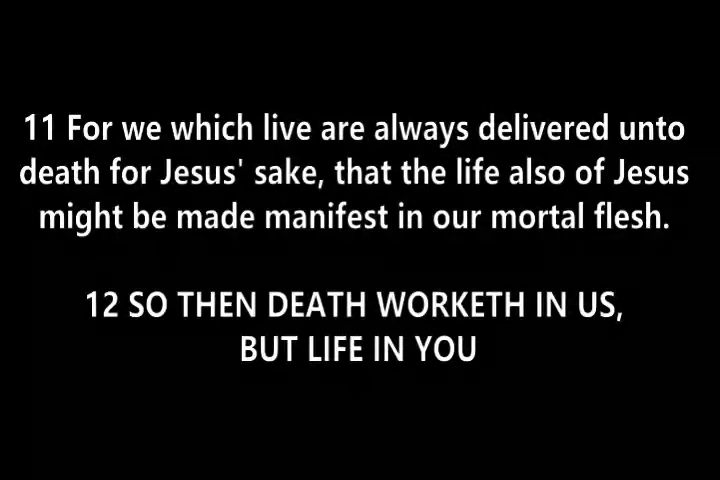 11 For we which live are always delivered unto
death for Jesus' sake, that the life also of Jesus
might be made manifest in our mortal flesh.
12 SO THEN DEATH WORKETH IN US,
BUT LIFE IN YOU